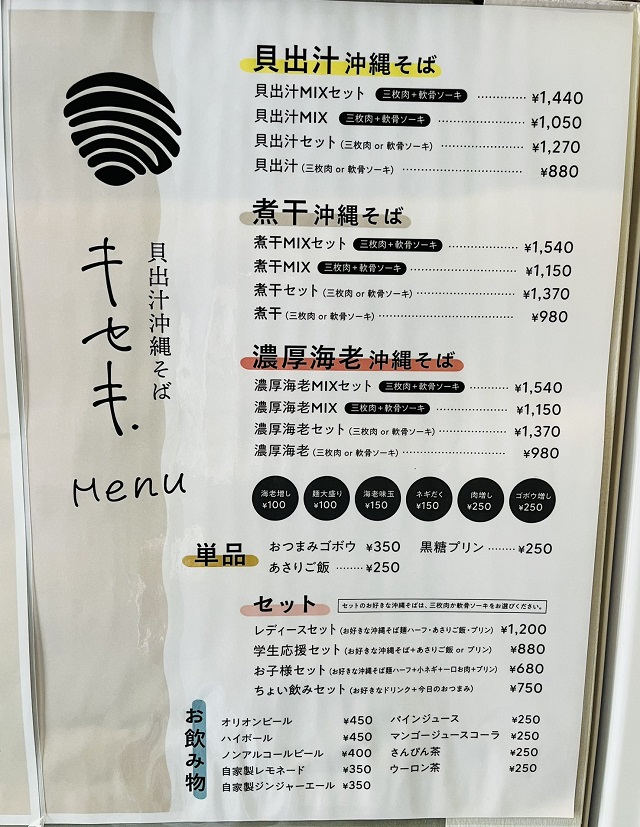 貝出汁沖縄そば
キセキ.
Menu
貝出汁 沖縄そば
貝出汁MIXセット 三枚肉+軟骨ソーキ ………… ¥1,440
貝出汁MIX 三枚肉+軟骨ソーキ ………… ¥1,050
貝出汁セット (三枚肉 or 軟骨ソーキ) ………… ¥1,270
貝出汁 (三枚肉 or 軟骨ソーキ) ………… ¥880
煮干 沖縄そば
煮干MIXセット 三枚肉+軟骨ソーキ ………… ¥1,540
煮干MIX 三枚肉+軟骨ソーキ ………… ¥1,150
煮干セット (三枚肉 or 軟骨ソーキ) ………… ¥1,370
煮干 (三枚肉 or 軟骨ソーキ) ………… ¥980
濃厚海老 沖縄そば
濃厚海老MIXセット 三枚肉+軟骨ソーキ ………… ¥1,540
濃厚海老MIX 三枚肉+軟骨ソーキ ………… ¥1,150
濃厚海老セット (三枚肉 or 軟骨ソーキ) ………… ¥1,370
濃厚海老 (三枚肉 or 軟骨ソーキ) ………… ¥980
海老増し ¥100
麺大盛り ¥100
海老味玉 ¥150
ネギだく ¥150
肉増し ¥250
ゴボウ増し ¥250
単品
おつまみゴボウ ¥350 黒糖プリン ……… ¥250
あさりご飯 ……… ¥250
セット
セットのお好きな沖縄そばは、三枚肉か軟骨ソーキをお選びください。
レディースセット (お好きな沖縄そば麺ハーフ・あさりご飯・プリン) ¥1,200
学生応援セット (お好きな沖縄そば+あさりご飯 or プリン) ¥880
お子様セット (お好きな沖縄そば麺ハーフ+小ネギ+一口お肉+プリン) ¥680
ちょい飲みセット (お好きなドリンク+今日のおつまみ) ¥750
お飲み物
オリオンビール ¥450 パインジュース ¥250
ハイボール ¥450 マンゴージュースコーラ ¥250
ノンアルコールビール ¥400 さんぴん茶 ¥250
自家製レモネード ¥350 ウーロン茶 ¥250
自家製ジンジャーエール ¥350